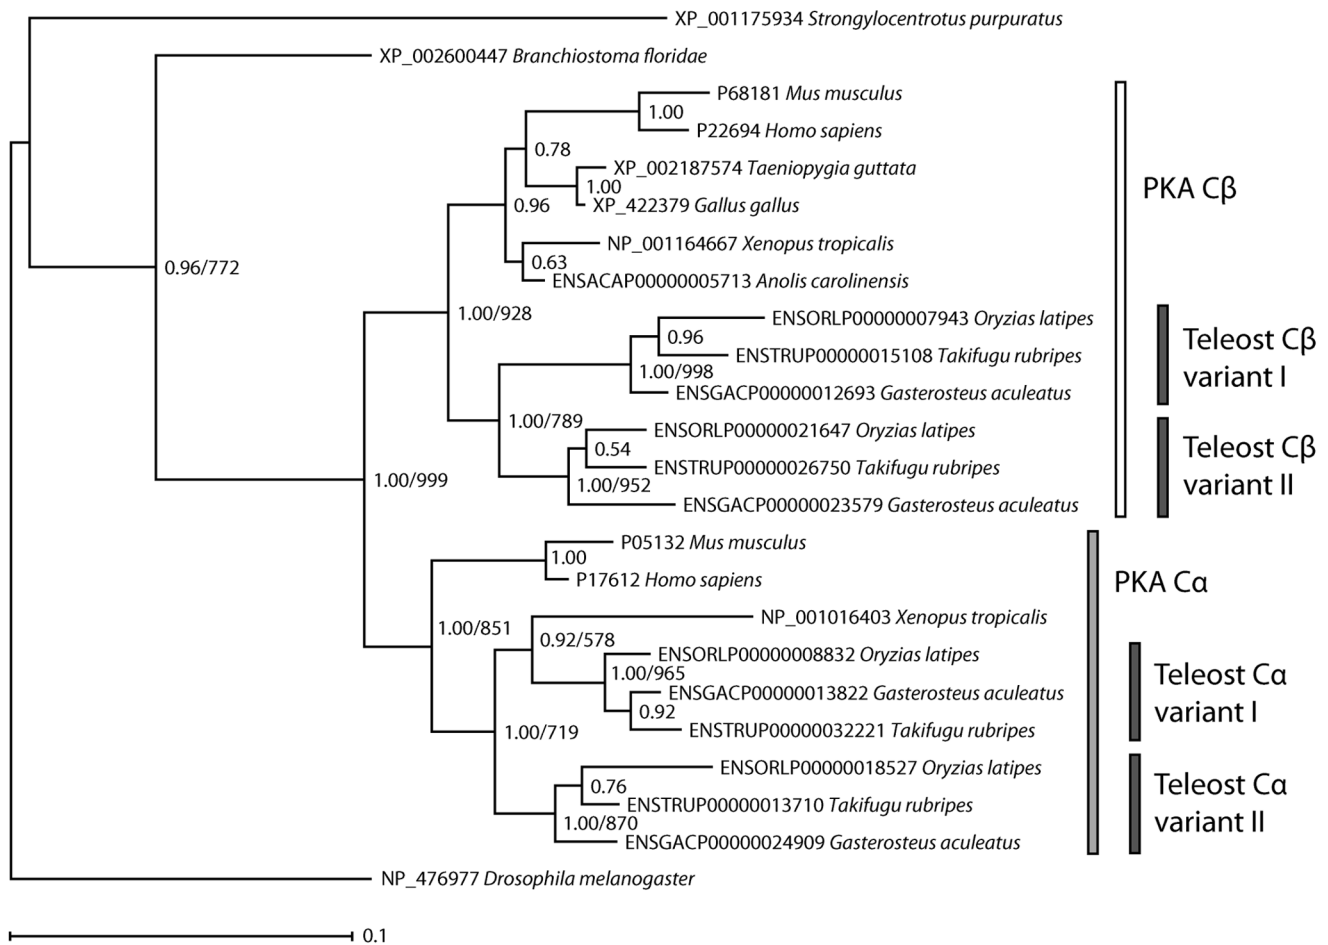 XP_001175934 Strongylocentrotus purpuratus
XP_002600447 Branchiostoma floridae
P68181 Mus musculus
1.00
P22694 Homo sapiens
0.78
XP_002187574 Taeniopygia guttata
1.00
XP_422379 Gallus gallus
0.96
NP_001164667 Xenopus tropicalis
0.63
ENSACAP00000005713 Anolis carolinensis
0.96/772
1.00/928
ENSORLP00000007943 Oryzias latipes
0.96
ENSTRUP00000015108 Takifugu rubripes
1.00/998
ENSGACP00000012693 Gasterosteus aculeatus
1.00/789
ENSORLP00000021647 Oryzias latipes
0.54
ENSTRUP00000026750 Takifugu rubripes
1.00/952
ENSGACP00000023579 Gasterosteus aculeatus
1.00/999
P05132 Mus musculus
1.00
P17612 Homo sapiens
1.00/851
NP_001016403 Xenopus tropicalis
0.92/578
ENSORLP00000008832 Oryzias latipes
1.00/965
ENSGACP00000013822 Gasterosteus aculeatus
0.92
ENSTRUP00000032221 Takifugu rubripes
1.00/719
ENSORLP00000018527 Oryzias latipes
0.76
ENSTRUP00000013710 Takifugu rubripes
1.00/870
ENSGACP00000024909 Gasterosteus aculeatus
NP_476977 Drosophila melanogaster
0.1
PKA Cβ
Teleost Cβ
variant I
Teleost Cβ
variant II
PKA Cα
Teleost Cα
variant I
Teleost Cα
variant II